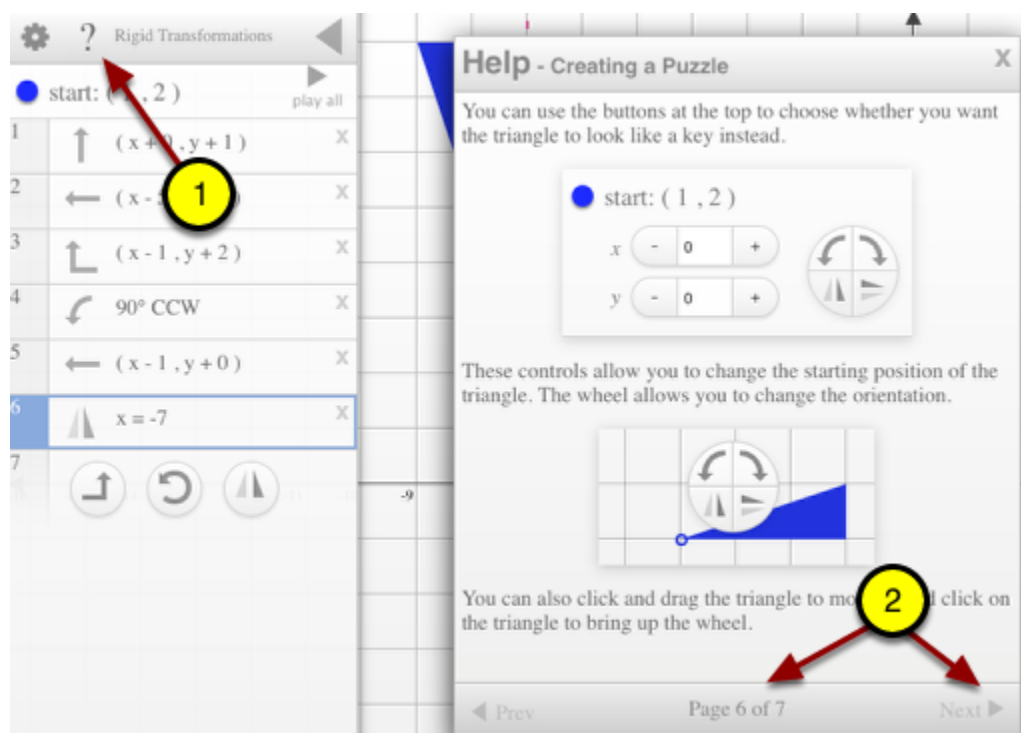 ? Rigid Transformations
start: ( , 2 )
play all
1 ( x + 0 , y + 1 ) x
2 ( x - x
3 ( x - 1 , y + 2 ) x
4 90° CCW x
5 ( x - 1 , y + 0 ) x
6 x = -7 x
7
1
-9
Help - Creating a Puzzle X
You can use the buttons at the top to choose whether you want
the triangle to look like a key instead.
start: ( 1 , 2 )
x - 0 +
y - 0 +
These controls allow you to change the starting position of the
triangle. The wheel allows you to change the orientation.
You can also click and drag the triangle to click on
the triangle to bring up the wheel.
2
Prev Page 6 of 7 Next